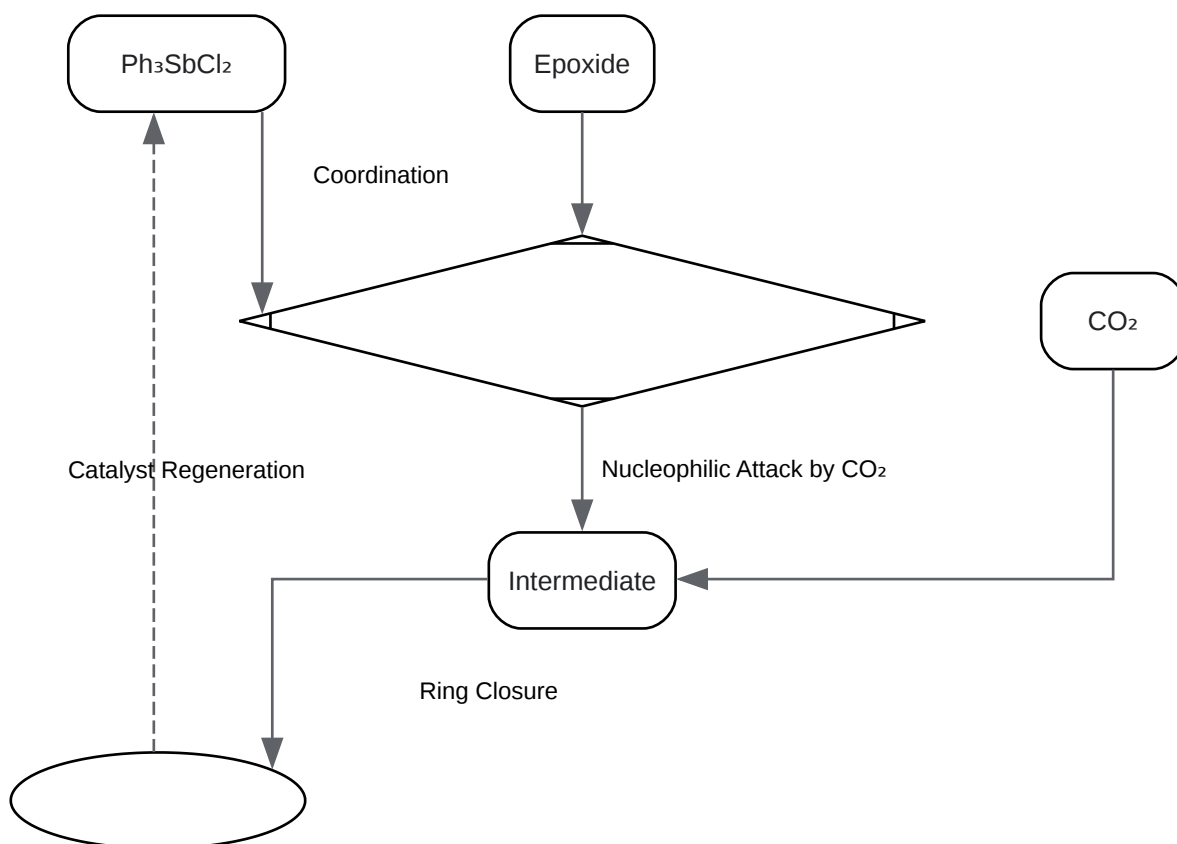 Ph₃SbCl₂
Epoxide
Coordination
CO₂
Catalyst Regeneration
Nucleophilic Attack by CO₂
Intermediate
Ring Closure